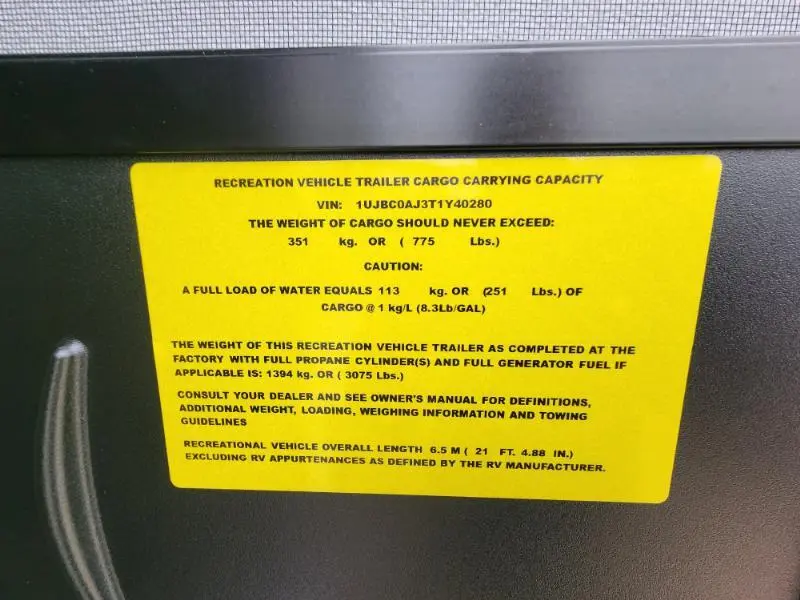 RECREATION VEHICLE TRAILER CARGO CARRYING CAPACITY
VIN: 1UJBC0AJ3T1Y40280
THE WEIGHT OF CARGO SHOULD NEVER EXCEED:
351 kg. OR ( 775 Lbs.)
CAUTION:
A FULL LOAD OF WATER EQUALS 113 kg. OR (251 Lbs.) OF
CARGO @ 1 kg/L (8.3Lb/GAL)
THE WEIGHT OF THIS RECREATION VEHICLE TRAILER AS COMPLETED AT THE
FACTORY WITH FULL PROPANE CYLINDER(S) AND FULL GENERATOR FUEL IF
APPLICABLE IS: 1394 kg. OR ( 3075 Lbs.)
CONSULT YOUR DEALER AND SEE OWNER'S MANUAL FOR DEFINITIONS,
ADDITIONAL WEIGHT, LOADING, WEIGHING INFORMATION AND TOWING
GUIDELINES
RECREATIONAL VEHICLE OVERALL LENGTH 6.5 M ( 21 FT. 4.88 IN.)
EXCLUDING RV APPURTENANCES AS DEFINED BY THE RV MANUFACTURER.